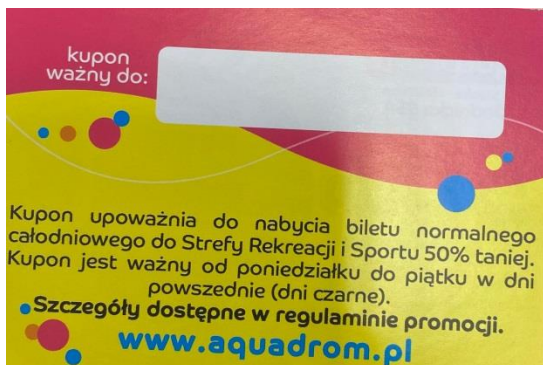 kupon
ważny do:
Kupon upoważnia do nabycia biletu normalnego
całodniowego do Strefy Rekreacji i Sportu 50% taniej.
Kupon jest ważny od poniedziałku do piątku w dni
powszednie (dni czarne).
Szczegóły dostępne w regulaminie promocji.
www.aquadrom.pl